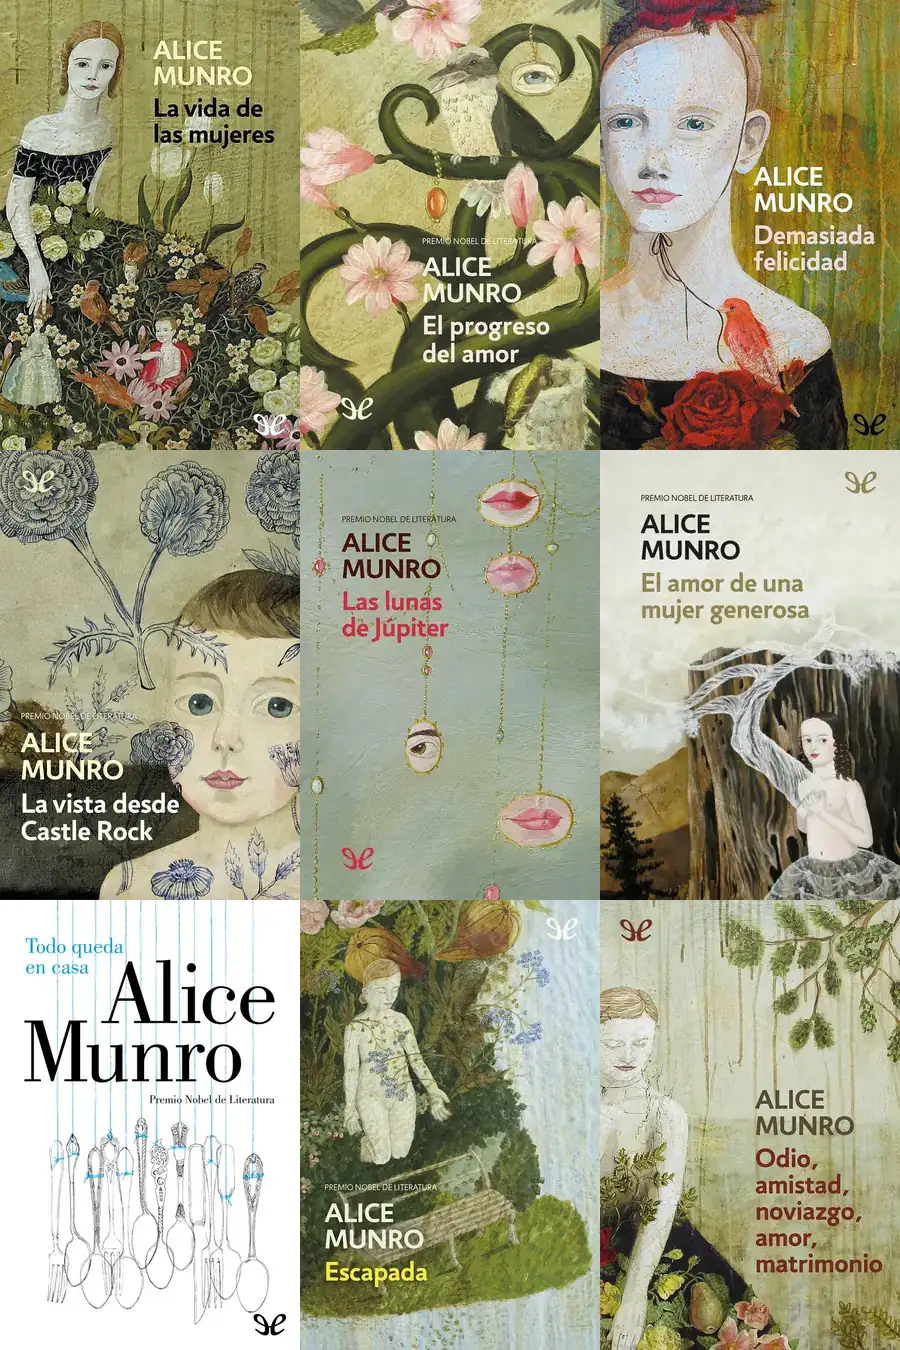 ALICE
MUNRO
La vida de
las mujeres
PREMIO NOBEL DE LITERATURA
ALICE
MUNRO
El progreso
del amor
ALICE
MUNRO
Demasiada
felicidad
PREMIO NOBEL DE LITERATURA
ALICE
MUNRO
La vista desde
Castle Rock
PREMIO NOBEL DE LITERATURA
ALICE
MUNRO
Las lunas
de Júpiter
PREMIO NOBEL DE LITERATURA
ALICE
MUNRO
El amor de una
mujer generosa
Todo queda
en casa
Alice
Munro
Premio Nobel de Literatura
PREMIO NOBEL DE LITERATURA
ALICE
MUNRO
Escapada
ALICE
MUNRO
Odio,
amistad,
noviazgo,
amor,
matrimonio